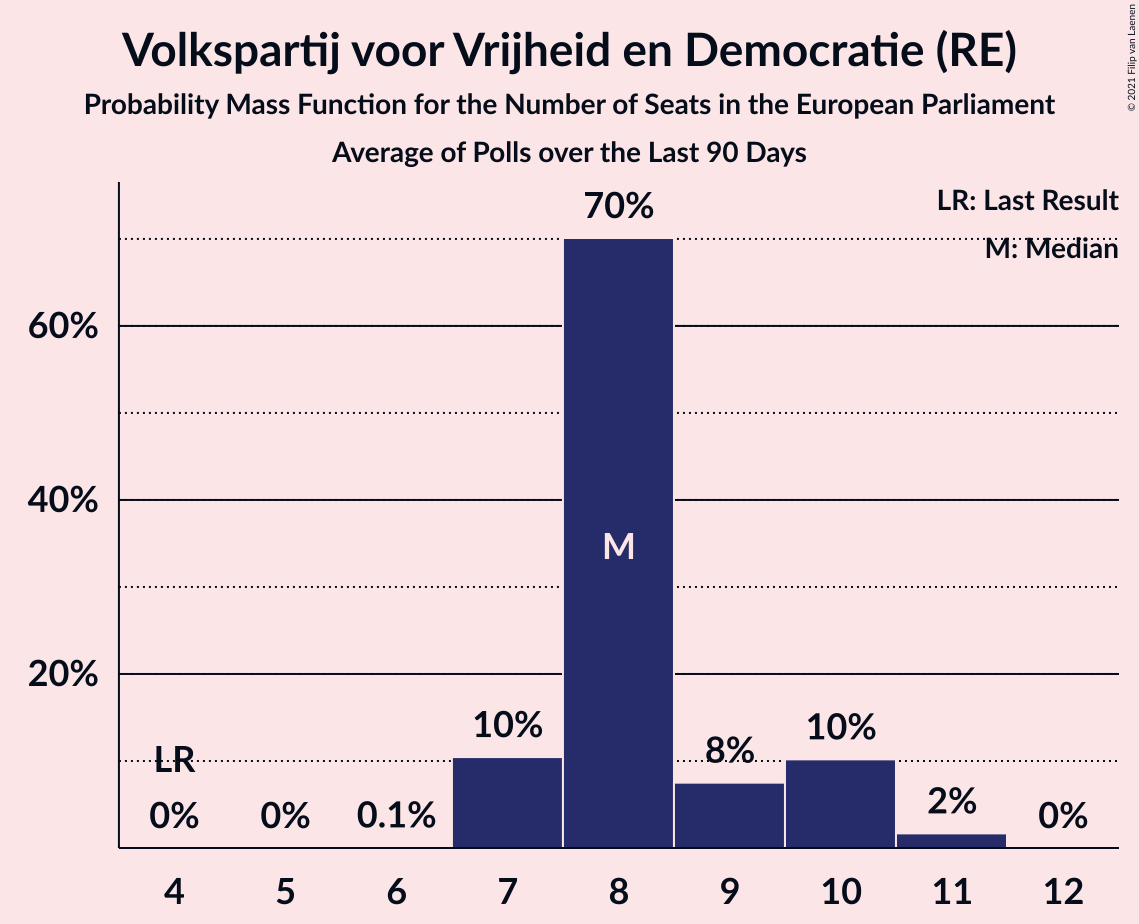 Volkspartij voor Vrijheid en Democratie (RE)
Probability Mass Function for the Number of Seats in the European Parliament
Average of Polls over the Last 90 Days
© 2021 Filip van Laenen
LR: Last Result
M: Median
70%
60%
40%
M
20%
10%
10%
8%
LR
2%
0%
0%
0.1%
0%
4
5
6
7
8
9
10
11
12